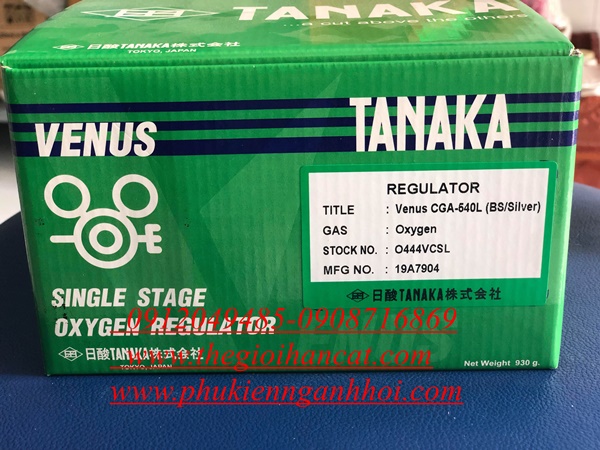 TANAKA
...a cut above the others
日酸TANAKA株式会社
TOKYO, JAPAN
VENUS
TANAKA
REGULATOR
TITLE : Venus CGA-540L (BS/Silver)
GAS : Oxygen
STOCK NO. : O444VCSL
MFG NO. : 19A7904
日酸TANAKA株式会社
SINGLE STAGE
OXYGEN REGULATOR
0912049485-0908716869
日酸TANAKA株式会社
TOKYO, JAPAN
www.thegioihancat.com
Net Weight 930 g.
www.phukiennganhhoi.com